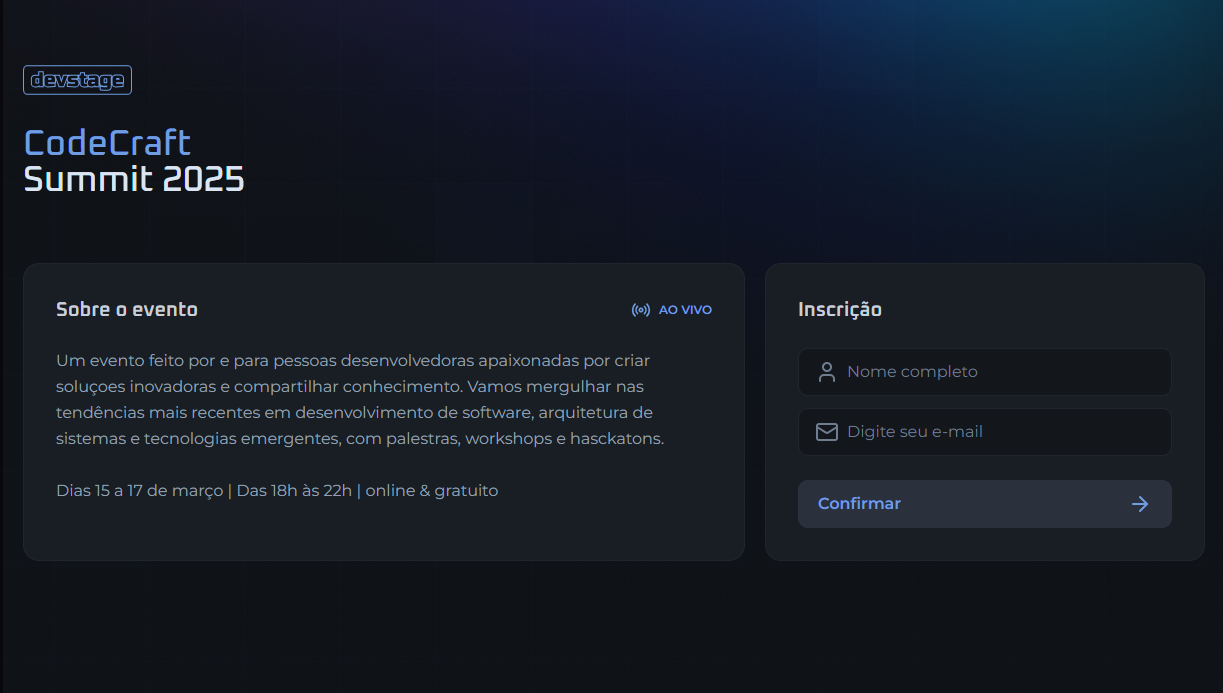 devstage
CodeCraft
Summit 2025
Sobre o evento
AO VIVO
Um evento feito por e para pessoas desenvolvedoras apaixonadas por criar
soluçoes inovadoras e compartilhar conhecimento. Vamos mergulhar nas
tendências mais recentes em desenvolvimento de software, arquitetura de
sistemas e tecnologias emergentes, com palestras, workshops e hasckatons.
Dias 15 a 17 de março | Das 18h às 22h | online & gratuito
Inscrição
Nome completo
Digite seu e-mail
Confirmar